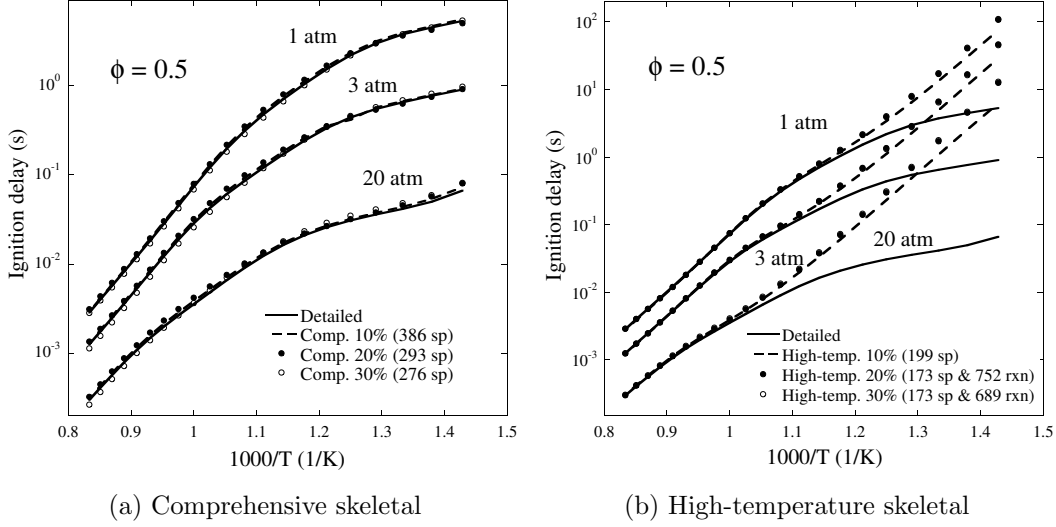 1 atm
ϕ = 0.5
3 atm
20 atm
Ignition delay (s)
10^0
10^-1
10^-2
10^-3
Detailed
Comp. 10% (386 sp)
Comp. 20% (293 sp)
Comp. 30% (276 sp)
0.8 0.9 1 1.1 1.2 1.3 1.4 1.5
1000/T (1/K)
(a) Comprehensive skeletal
ϕ = 0.5
1 atm
3 atm
20 atm
Ignition delay (s)
10^2
10^1
10^0
10^-1
10^-2
10^-3
Detailed
High-temp. 10% (199 sp)
High-temp. 20% (173 sp & 752 rxn)
High-temp. 30% (173 sp & 689 rxn)
0.8 0.9 1 1.1 1.2 1.3 1.4 1.5
1000/T (1/K)
(b) High-temperature skeletal